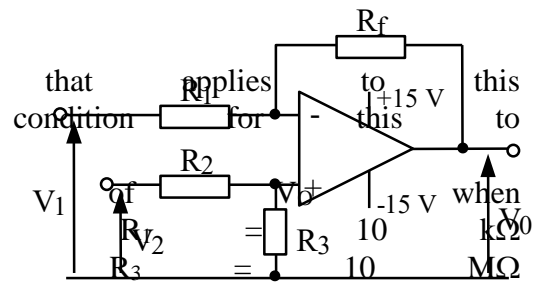 Rf
that applies to this
R1 +15 V
condition for this to
-
R2
V1 of Vo + -15 V when
Rf V2 = R3 10 kΩ V0
R3 = 10 MΩ